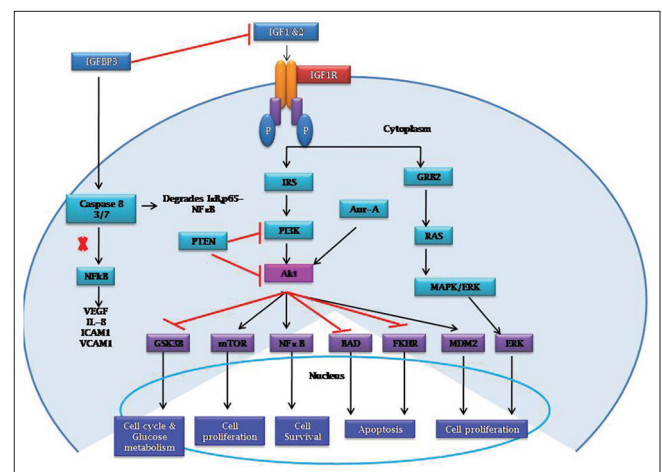 IGF1 &2
IGFBP3
IGF1R
P
P
Cytoplasm
IRS
GRB2
Caspase 8
3/7
Degrades IκB,p65–
NFκB
Aur–A
PTEN
PI3K
RAS
NFkB
Akt
MAPK/ERK
VEGF
IL–8
ICAM1
VCAM1
GSK3B
mTOR
NFκB
BAD
FKHR
MDM2
ERK
Nucleus
Cell cycle &
Glucose
metabolism
Cell
proliferation
Cell
Survival
Apoptosis
Cell proliferation